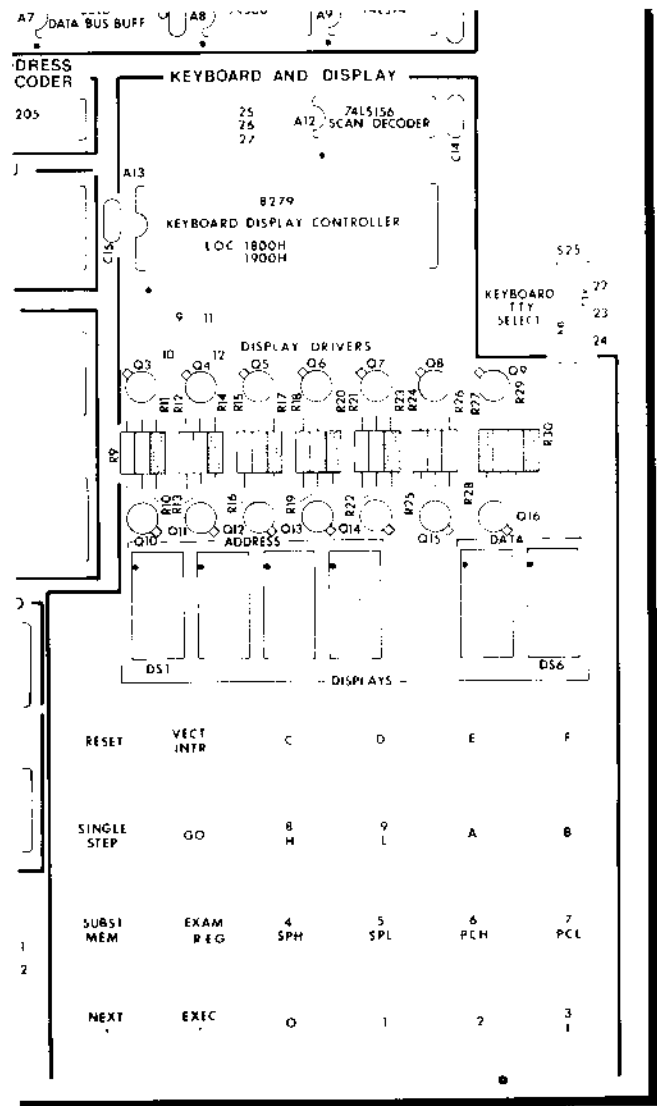 A7
DATA BUS BUFF
A8
A9
DRESS
CODER
205
KEYBOARD AND DISPLAY
25
26
27
A12
74LS156
SCAN DECODER
C14
A13
8279
KEYBOARD DISPLAY CONTROLLER
LOC 1800H
1900H
C15
S25
KEYBOARD
TTY
SELECT
22
23
24
9 11
10 12
DISPLAY DRIVERS
Q3 Q4 Q5 Q6 Q7 Q8 Q9
R11 R12 R14 R15 R17 R18 R20 R21 R23 R24 R26 R27 R29
R9 R30
R10 R13 R16 R19 R22 R25 R28
Q10 Q11 Q12 Q13 Q14 Q15 Q16
ADDRESS DATA
DS1 DS6
DISPLAYS
RESET
VECT
INTR
C D E F
SINGLE
STEP
GO
8
H
9
L
A B
SUBST
MEM
EXAM
REG
4
SPH
5
SPL
6
PCH
7
PCL
1
2
NEXT
.
EXEC
.
0 1 2
3
I